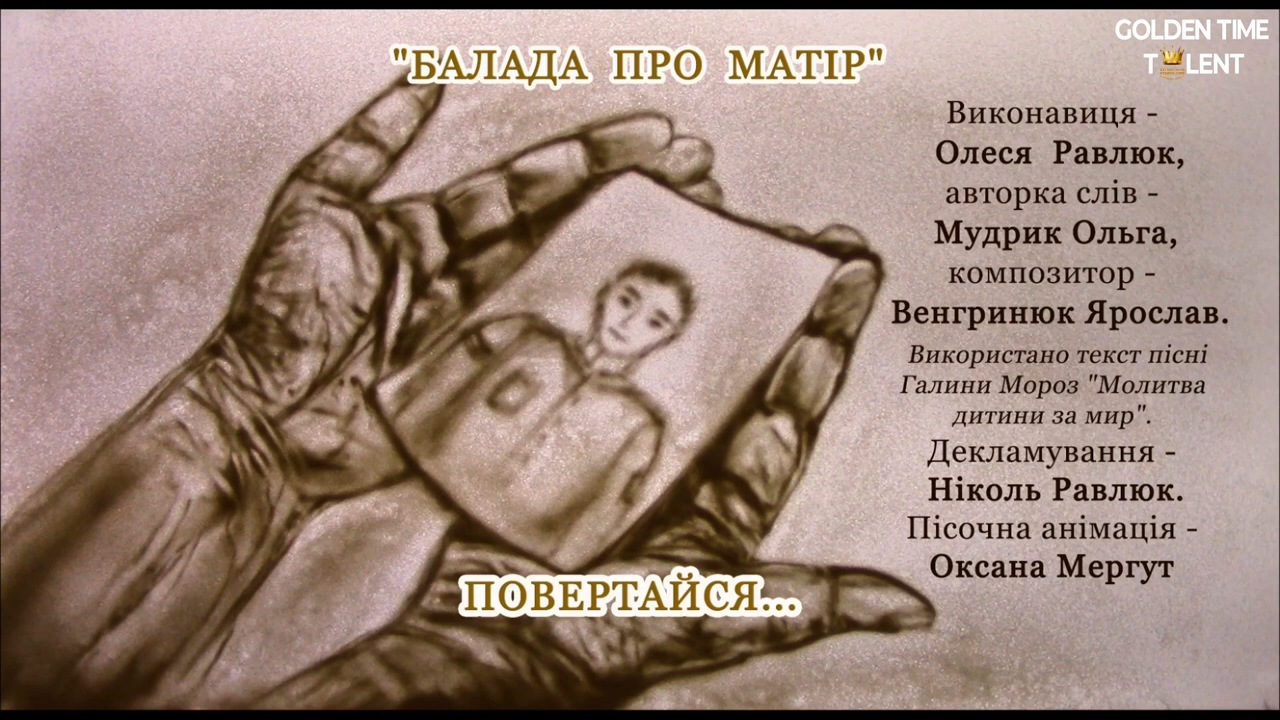 GOLDEN TIME
TALENT
"БАЛАДА ПРО МАТІР"
Виконавиця -
Олеся Равлюк,
авторка слів -
Мудрик Ольга,
композитор -
Венгринюк Ярослав.
Використано текст пісні
Галини Мороз "Молитва
дитини за мир".
Декламування -
Ніколь Равлюк.
Пісочна анімація -
Оксана Мергут
ПОВЕРТАЙСЯ...